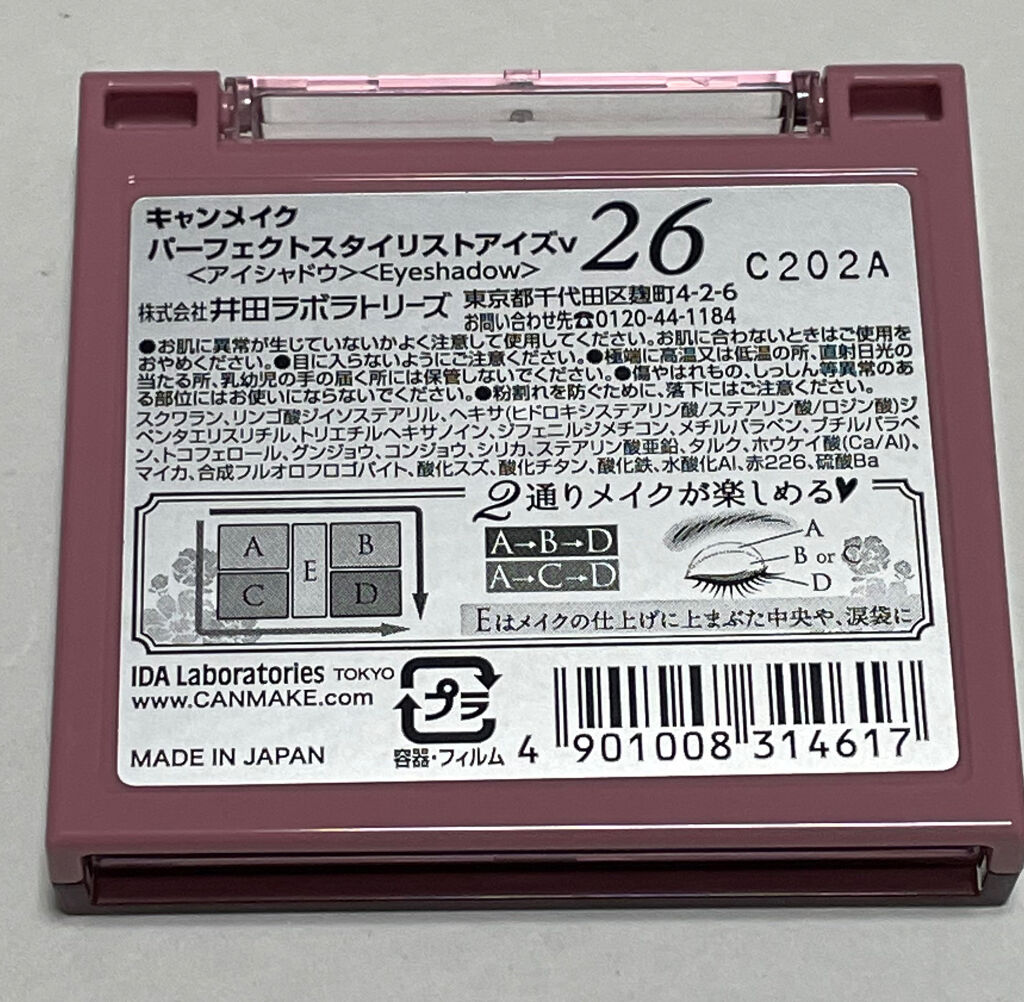 キャンメイク
パーフェクトスタイリストアイズv 26 C202A
<アイシャドウ><Eyeshadow>
株式会社 井田ラボラトリーズ 東京都千代田区麹町4-2-6
お問い合わせ先☎0120-44-1184
●お肌に異常が生じていないかよく注意して使用してください。お肌に合わないときはご使用を
おやめください。●目に入らないようにご注意ください。●極端に高温又は低温の所、直射日光の
当たる所、乳幼児の手の届く所には保管しないでください。●傷やはれもの、しっしん等異常のあ
る部位にはお使いにならないでください。●粉割れを防ぐために、落下にはご注意ください。
スクワラン、リンゴ酸ジイソステアリル、ヘキサ(ヒドロキシステアリン酸/ステアリン酸/ロジン酸)ジ
ペンタエリスリチル、トリエチルヘキサノイン、ジフェニルジメチコン、メチルパラベン、ブチルパラベ
ン、トコフェロール、グンジョウ、コンジョウ、シリカ、ステアリン酸亜鉛、タルク、ホウケイ酸(Ca/Al)、
マイカ、合成フルオロフロゴパイト、酸化スズ、酸化チタン、酸化鉄、水酸化Al、赤226、硫酸Ba
2通りメイクが楽しめる♥
A E B
C D
A→B→D
A→C→D
A
B or C
D
Eはメイクの仕上げに上まぶた中央や、涙袋に
IDA Laboratories TOKYO
www.CANMAKE.com
MADE IN JAPAN
プラ
容器・フィルム
4 901008 314617